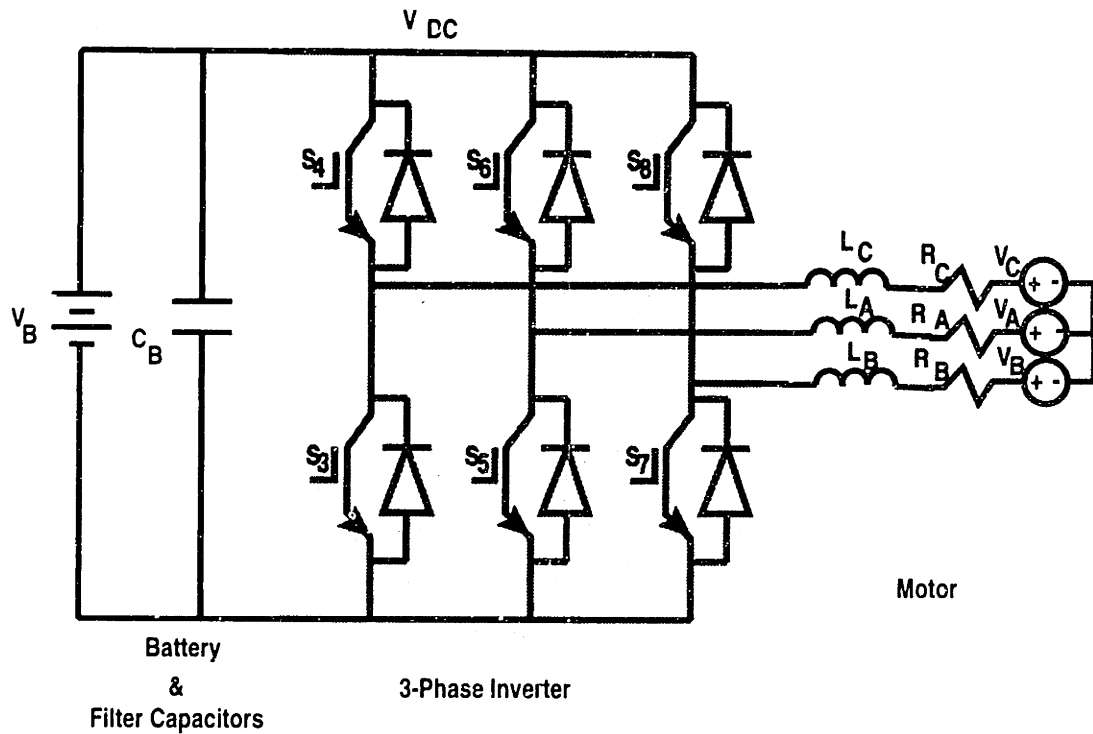 V DC
S4
S6
S8
L C
R C
V C
+ -
L A
R A
V A
+ -
L B
R B
V B
+ -
V B
C B
S3
S5
S7
Motor
Battery
&
Filter Capacitors
3-Phase Inverter